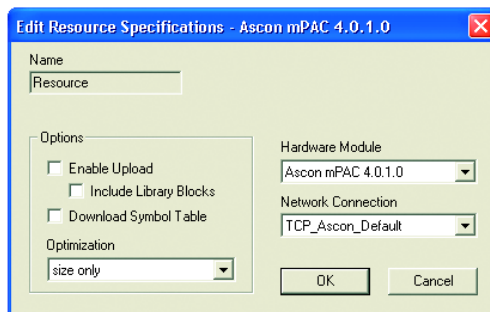 Edit Resource Specifications - Ascon mPAC 4.0.1.0
Name
Resource
Options
Enable Upload
Include Library Blocks
Download Symbol Table
Optimization
size only
Hardware Module
Ascon mPAC 4.0.1.0
Network Connection
TCP_Ascon_Default
OK
Cancel